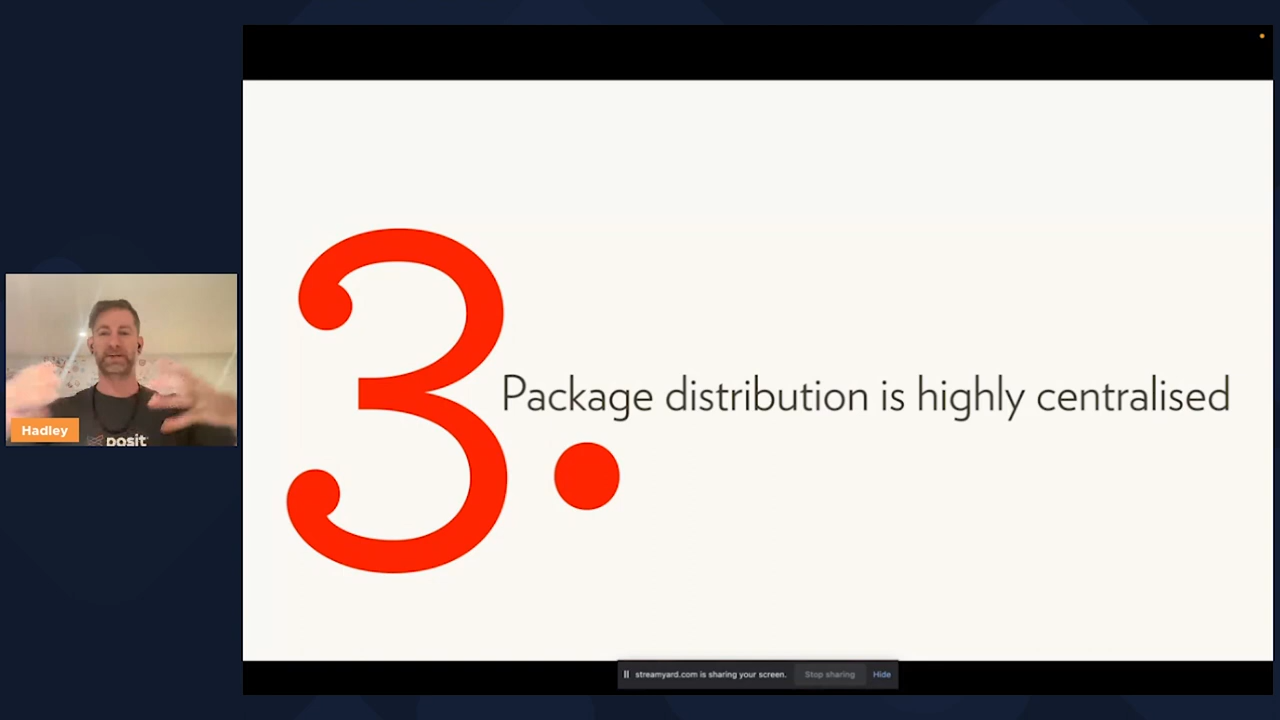 3.
Package distribution is highly centralised
posit
Hadley
streamyard.com is sharing your screen.
Stop sharing
Hide